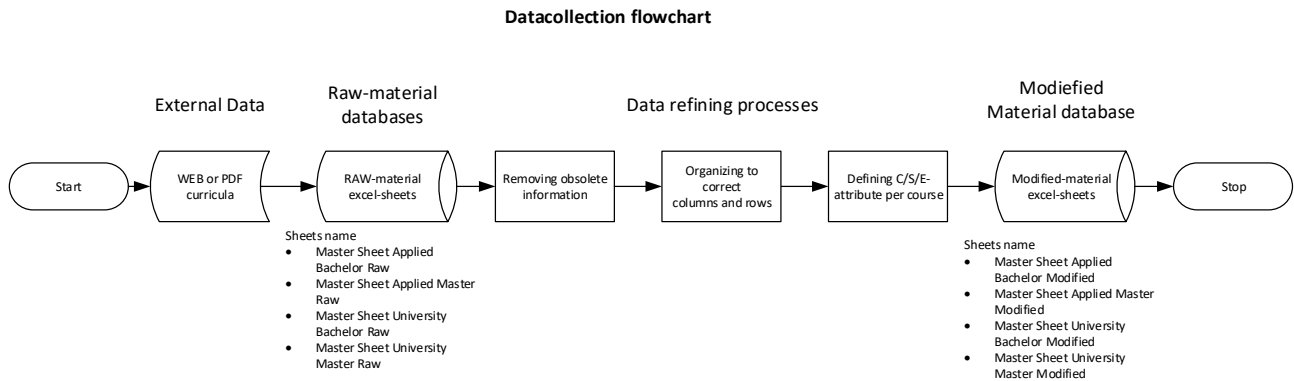 Datacollection flowchart
External Data
Raw-material
databases
Data refining processes
Modiefied
Material database
Start
WEB or PDF
curricula
RAW-material
excel-sheets
Removing obsolete
information
Organizing to
correct
columns and rows
Defining C/S/E-
attribute per course
Modified-material
excel-sheets
Stop
Sheets name
• Master Sheet Applied
Bachelor Raw
• Master Sheet Applied Master
Raw
• Master Sheet University
Bachelor Raw
• Master Sheet University
Master Raw
Sheets name
• Master Sheet Applied
Bachelor Modified
• Master Sheet Applied Master
Modified
• Master Sheet University
Bachelor Modified
• Master Sheet University
Master Modified